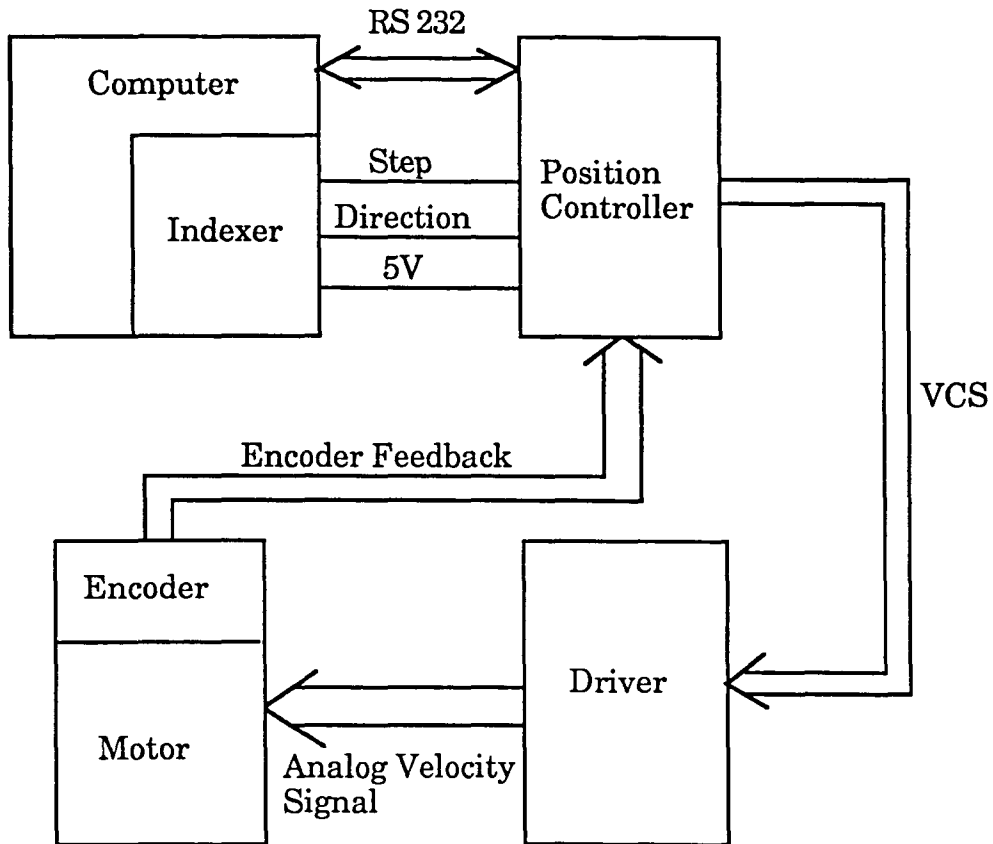 RS 232
Computer
Step
Position
Controller
Indexer
Direction
5V
VCS
Encoder Feedback
Encoder
Driver
Motor
Analog Velocity
Signal